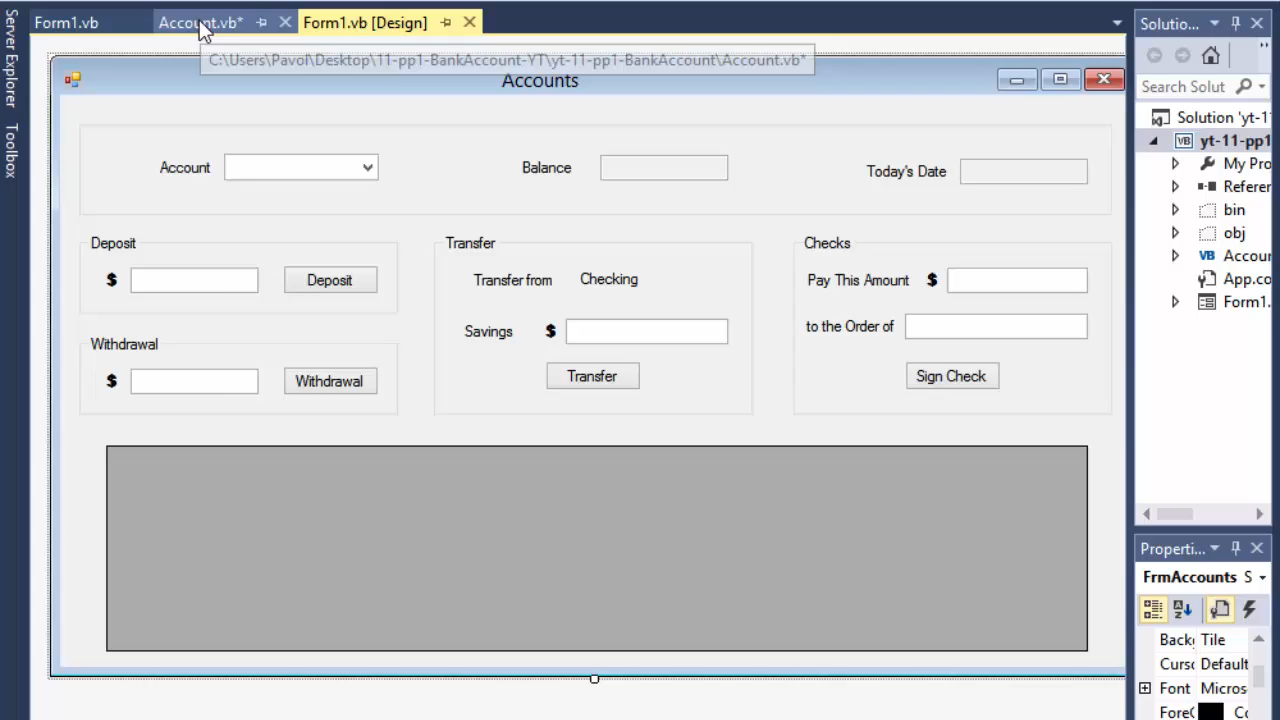 Server Explorer
Toolbox
Form1.vb
Account.vb*
Form1.vb [Design]
C:\Users\Pavol\Desktop\11-pp1-BankAccount-YT\yt-11-pp1-BankAccount\Account.vb*
Accounts
Account
Balance
Today's Date
Deposit
$
Deposit
Withdrawal
$
Withdrawal
Transfer
Transfer from
Checking
Savings
$
Transfer
Checks
Pay This Amount
$
to the Order of
Sign Check
Solutio...
Search Solut
Solution 'yt-1
VB yt-11-pp1
My Pro
Referer
bin
obj
VB Accour
App.co
Form1.
Properti...
FrmAccounts S
Back Tile
Curso Default
Font Micros
ForeC